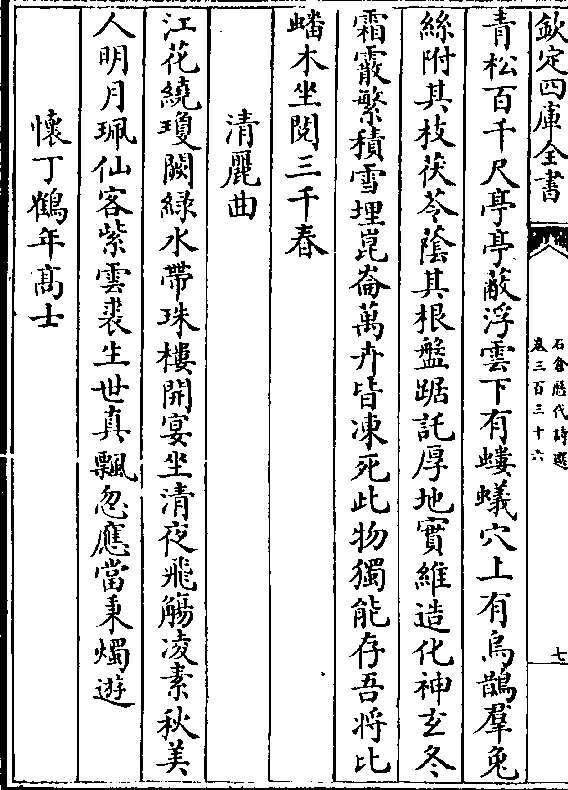 欽定四庫全書
石倉歷代詩選
卷三百三十六
七
青松百千尺亭亭蔽浮雲下有螻蟻穴上有烏鵲羣兔
絲附其枝茯苓蔭其根盤踞託厚地實維造化神玄冬
霜霰繁積雪埋崑崙萬卉皆凍死此物獨能存吾將比
蟠木坐閱三千春
清麗曲
江花繞瓊闕綠水帶珠樓開宴坐清夜飛觴凌素秋美
人明月珮仙客紫雲裘生世真飄忽應當秉燭遊
懷丁鶴年高士